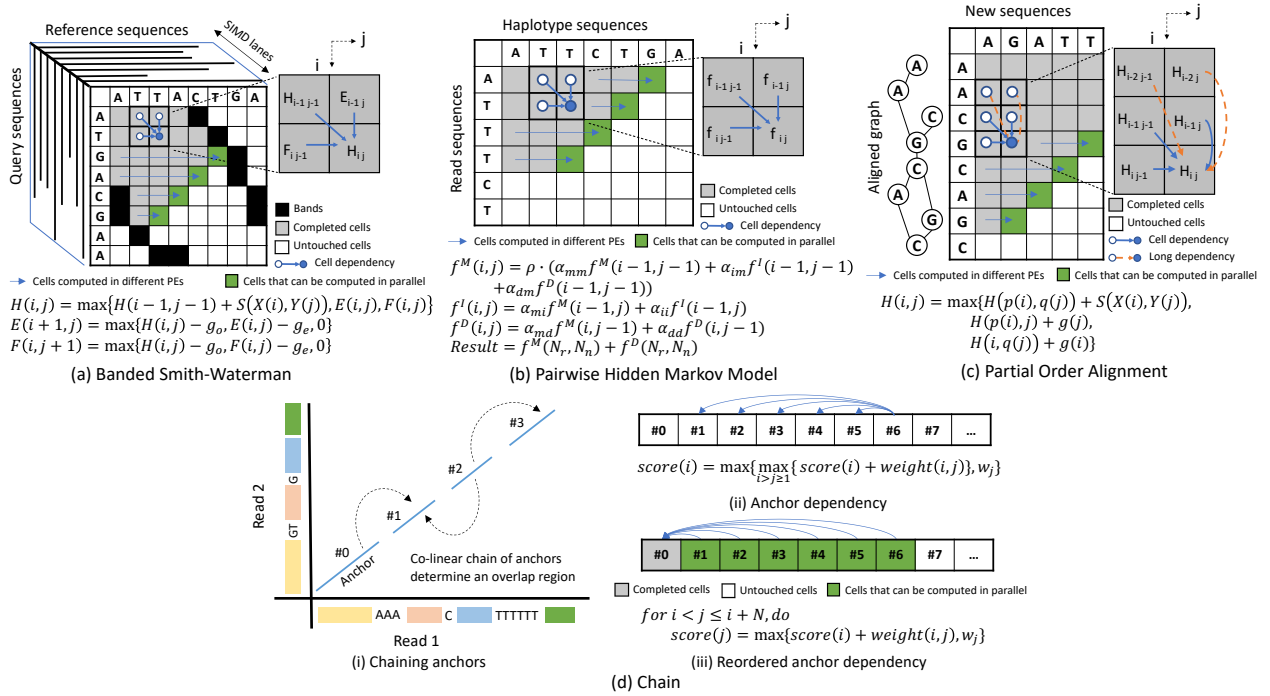 Reference sequences
SIMD lanes
Query sequences
A T T A C T G A
A
T
T
G
A
C
G
A
A
i
j
H i-1 j-1
E i-1 j
F i j-1
H i j
Bands
Completed cells
Untouched cells
Cell dependency
Cells computed in different PEs
Cells that can be computed in parallel
H(i,j) = max{H(i − 1, j − 1) + S(X(i), Y(j)), E(i,j), F(i,j)}
E(i + 1, j) = max{H(i,j) − g_o, E(i,j) − g_e, 0}
F(i, j + 1) = max{H(i,j) − g_o, F(i,j) − g_e, 0}
(a) Banded Smith-Waterman
Haplotype sequences
Read sequences
A T T C T G A
A
T
T
T
C
T
i
j
f i-1 j-1
f i-1 j
f i j-1
f i j
Completed cells
Untouched cells
Cell dependency
Cells computed in different PEs
Cells that can be computed in parallel
f^M(i,j) = ρ · (α_mm f^M(i − 1, j − 1) + α_im f^I(i − 1, j − 1)
+ α_dm f^D(i − 1, j − 1))
f^I(i,j) = α_mi f^M(i − 1, j) + α_ii f^I(i − 1, j)
f^D(i,j) = α_md f^M(i, j − 1) + α_dd f^D(i, j − 1)
Result = f^M(N_r, N_n) + f^D(N_r, N_n)
(b) Pairwise Hidden Markov Model
New sequences
Aligned graph
A
A
C
G
C
A
G
C
A G A T T
A
A
C
G
C
A
G
C
i
j
H i-2 j-1
H i-2 j
H i-1 j-1
H i-1 j
H i j-1
H i j
Completed cells
Untouched cells
Cell dependency
Long dependency
Cells computed in different PEs
Cells that can be computed in parallel
H(i,j) = max{H(p(i), q(j)) + S(X(i), Y(j)),
H(p(i), j) + g(j),
H(i, q(j)) + g(i)}
(c) Partial Order Alignment
Read 2
GT
G
#0
#1
#2
#3
Anchor
Co-linear chain of anchors
determine an overlap region
AAA
C
TTTTTT
Read 1
(i) Chaining anchors
#0 #1 #2 #3 #4 #5 #6 #7 ...
score(i) = max{max_{i>j≥1}{score(i) + weight(i,j)}, w_j}
(ii) Anchor dependency
#0 #1 #2 #3 #4 #5 #6 #7 ...
Completed cells
Untouched cells
Cells that can be computed in parallel
for i < j ≤ i + N, do
score(j) = max{score(i) + weight(i,j), w_j}
(iii) Reordered anchor dependency
(d) Chain